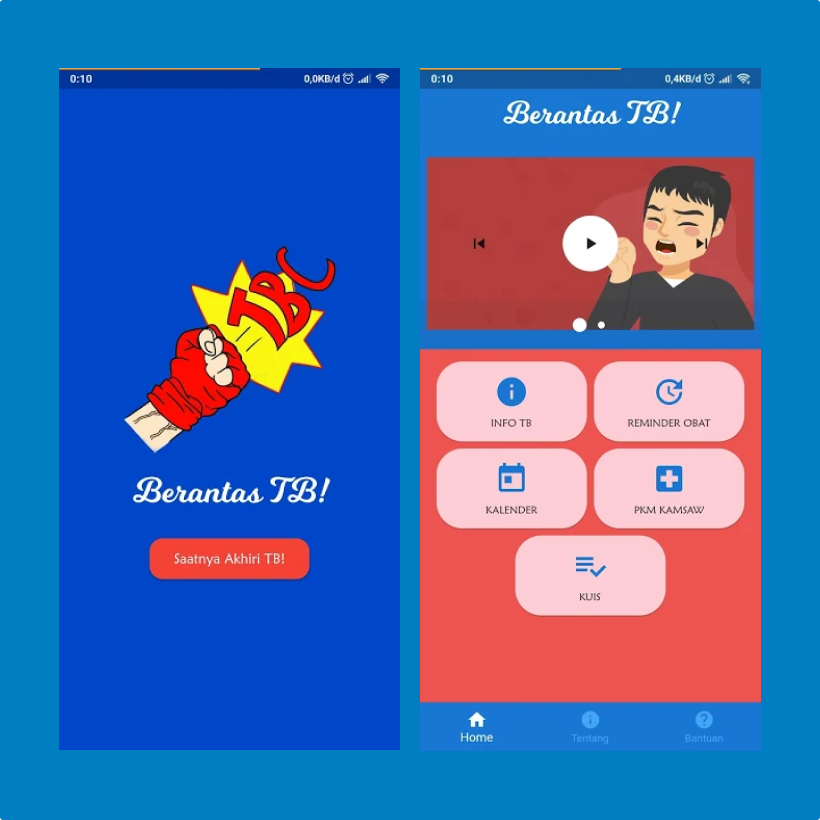 0:10
0,0KB/d
TBC
Berantas TB!
Saatnya Akhiri TB!
0:10
0,4KB/d
Berantas TB!
INFO TB
REMINDER OBAT
KALENDER
PKM KAMSAW
KUIS
Home
Tentang
Bantuan